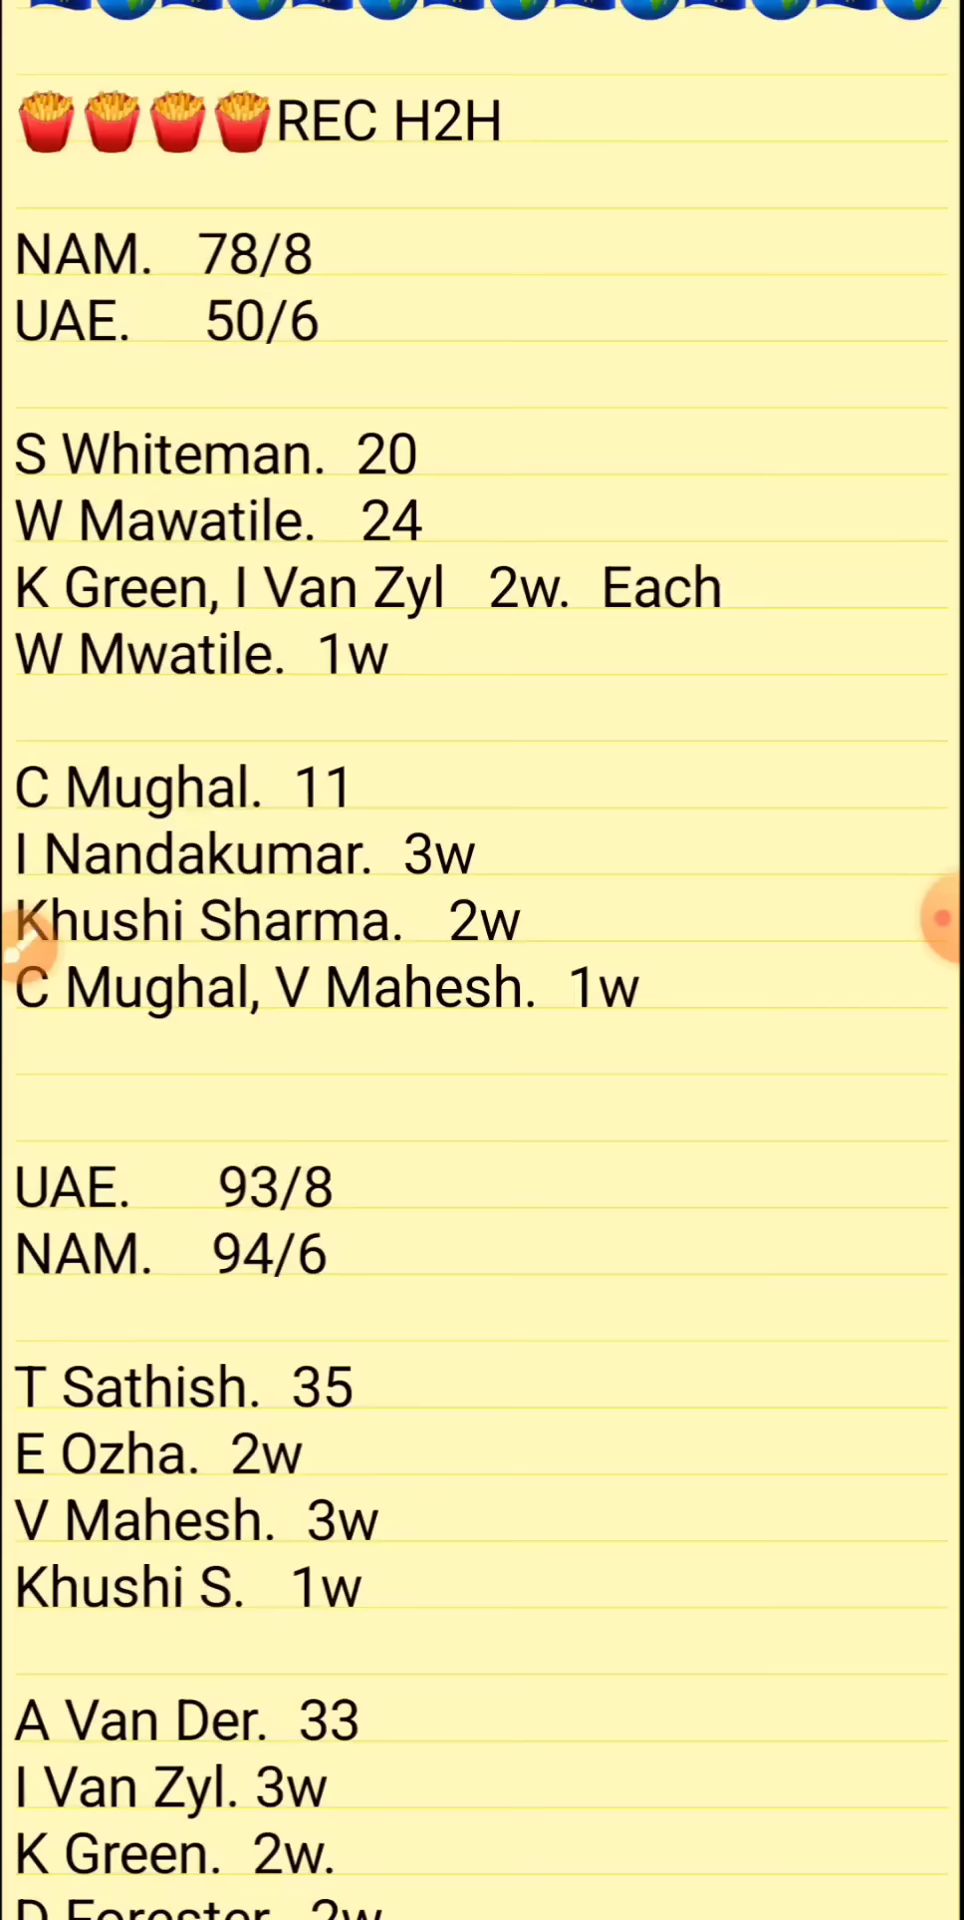 🍟🍟🍟🍟REC H2H
NAM. 78/8
UAE. 50/6
S Whiteman. 20
W Mawatile. 24
K Green, I Van Zyl 2w. Each
W Mwatile. 1w
C Mughal. 11
I Nandakumar. 3w
Khushi Sharma. 2w
C Mughal, V Mahesh. 1w
UAE. 93/8
NAM. 94/6
T Sathish. 35
E Ozha. 2w
V Mahesh. 3w
Khushi S. 1w
A Van Der. 33
I Van Zyl. 3w
K Green. 2w.
D Forester 2w